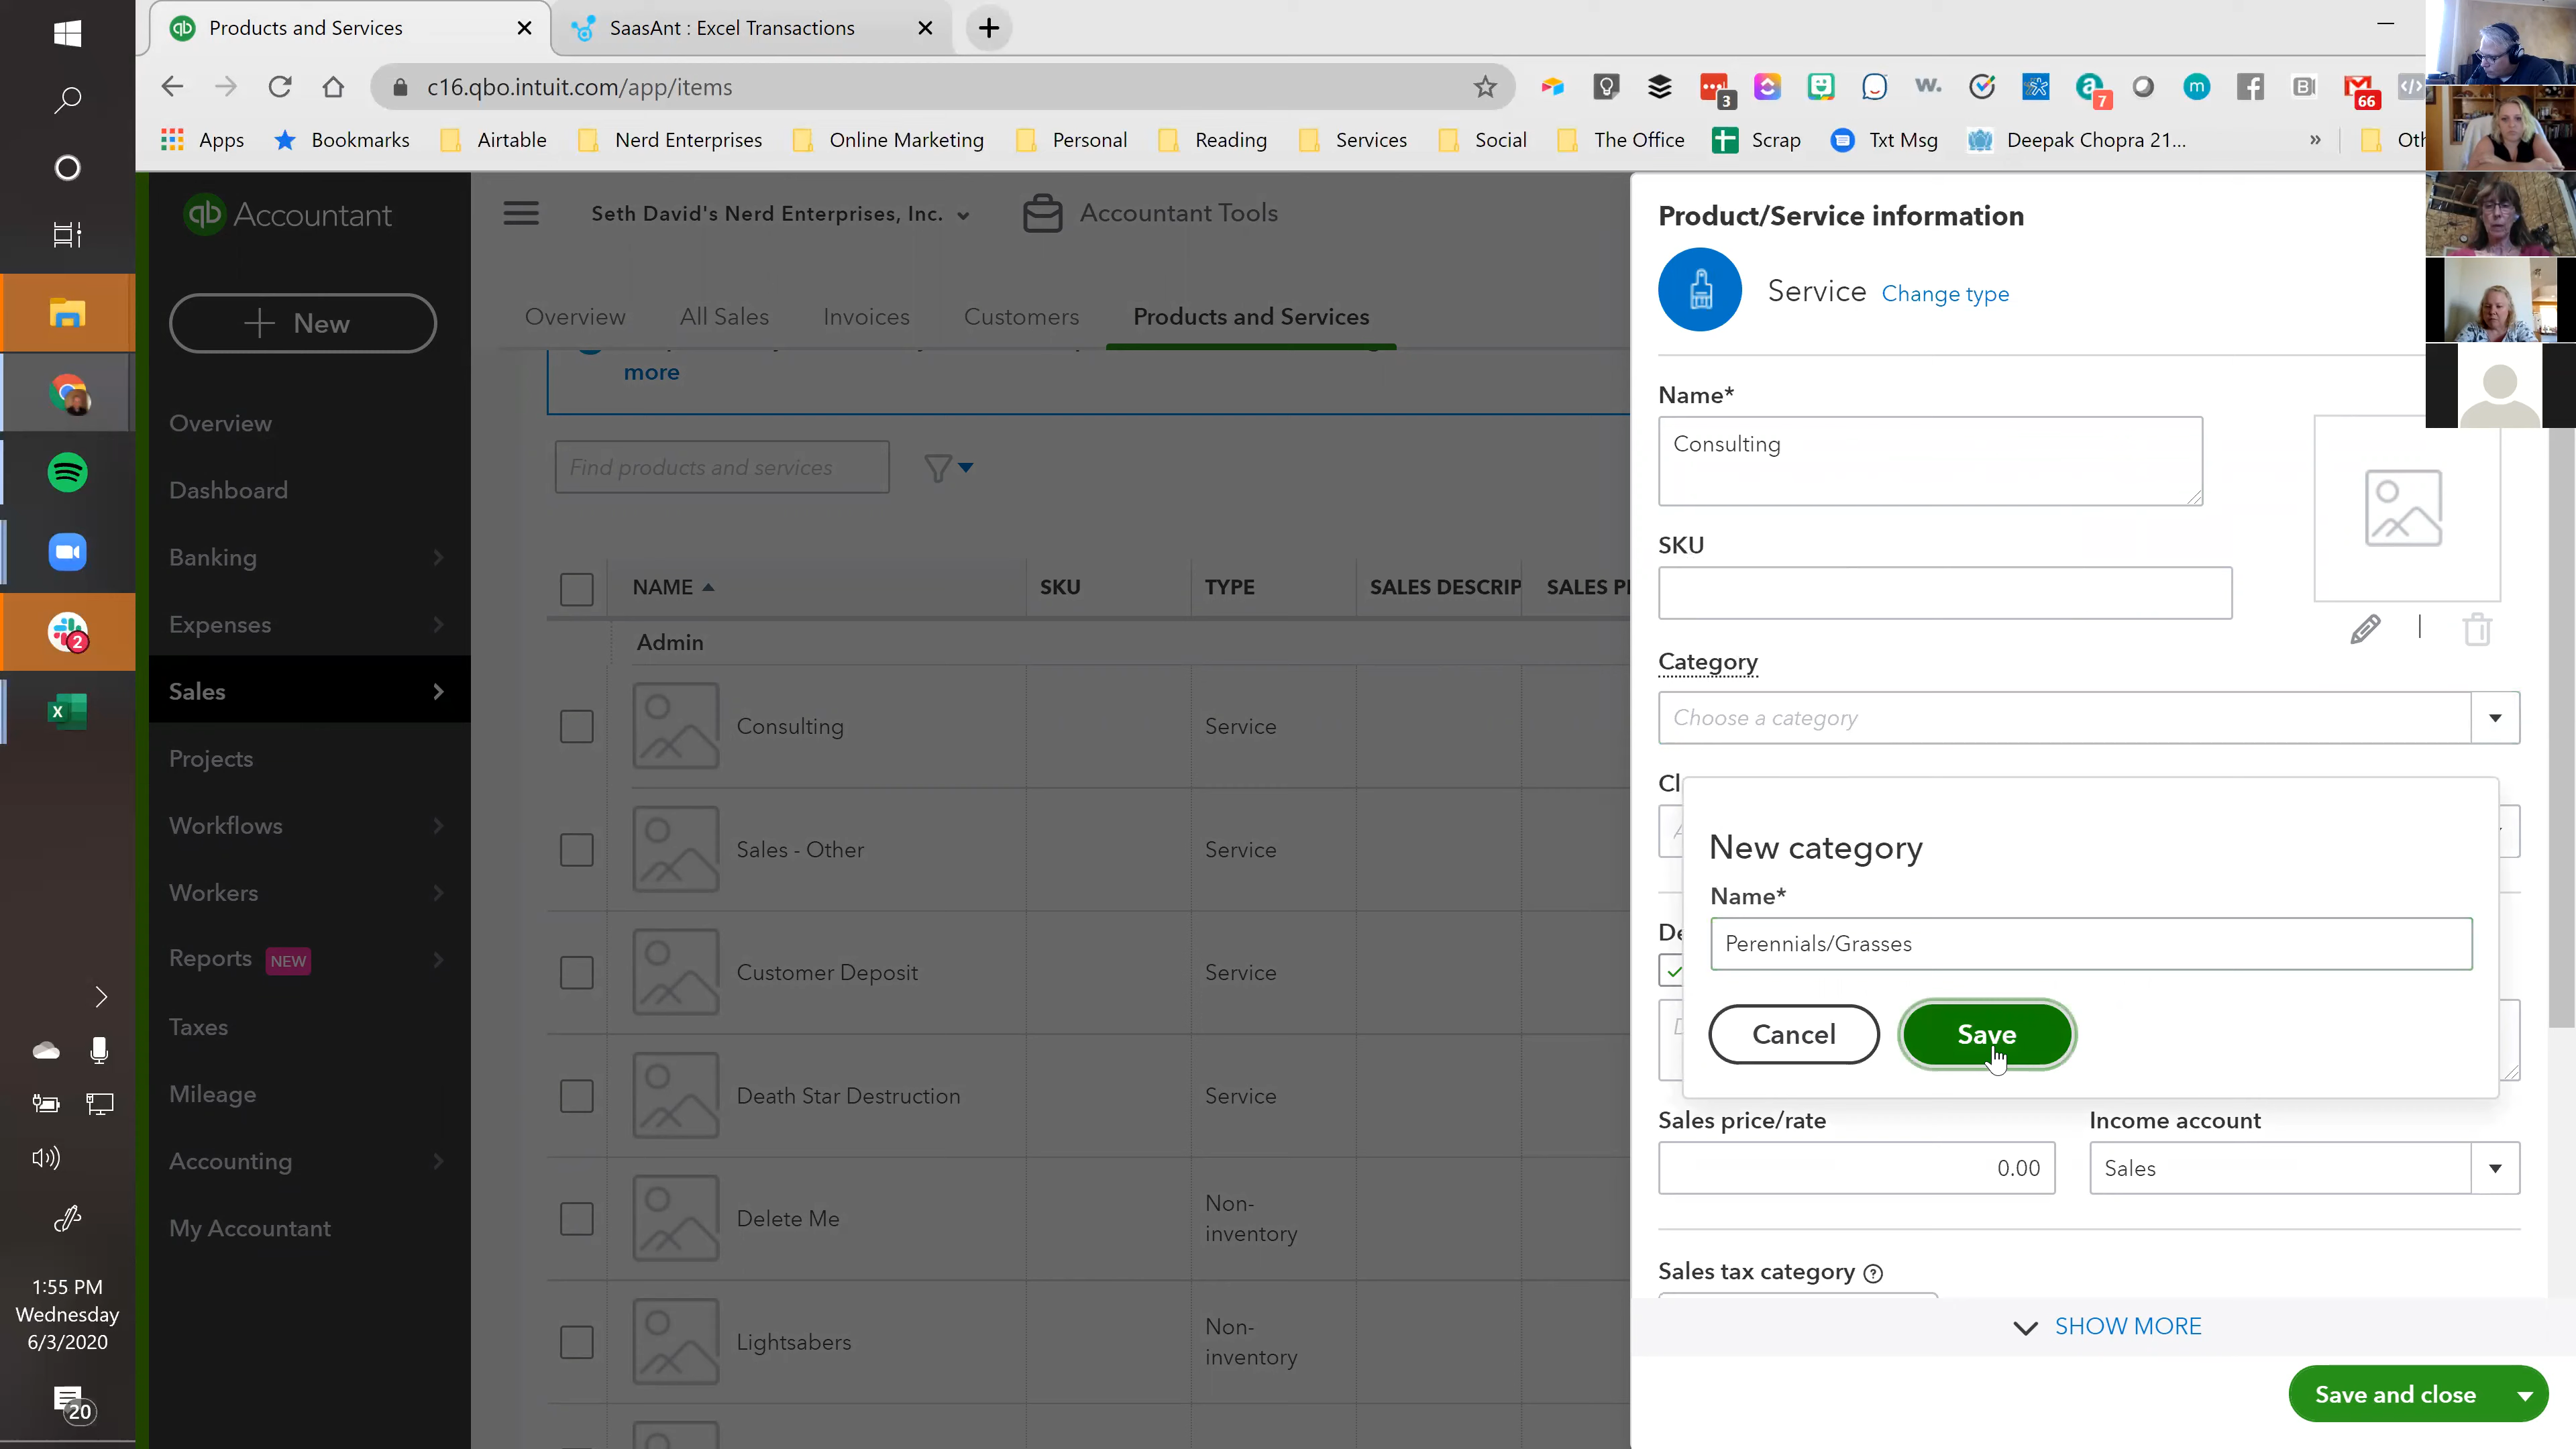 Products and Services
SaasAnt : Excel Transactions
c16.qbo.intuit.com/app/items
3
7
66
Apps
Bookmarks
Airtable
Nerd Enterprises
Online Marketing
Personal
Reading
Services
Social
The Office
Scrap
Txt Msg
Deepak Chopra 21...
»
qb Accountant
Seth David's Nerd Enterprises, Inc.
Accountant Tools
New
Overview
All Sales
Invoices
Customers
Products and Services
more
Find products and services
Overview
Dashboard
Banking
Expenses
Sales
Projects
Workflows
Workers
Reports NEW
Taxes
Mileage
Accounting
My Accountant
NAME
SKU
TYPE
SALES DESCRIP
Admin
Consulting
Service
Sales - Other
Service
Customer Deposit
Service
Death Star Destruction
Service
Delete Me
Non-
inventory
Lightsabers
Non-
inventory
Product/Service information
Service Change type
Name*
Consulting
SKU
Category
Choose a category
New category
Name*
Perennials/Grasses
Cancel
Save
Sales price/rate
Income account
0.00
Sales
Sales tax category
SHOW MORE
Save and close
2
1:55 PM
Wednesday
6/3/2020
20